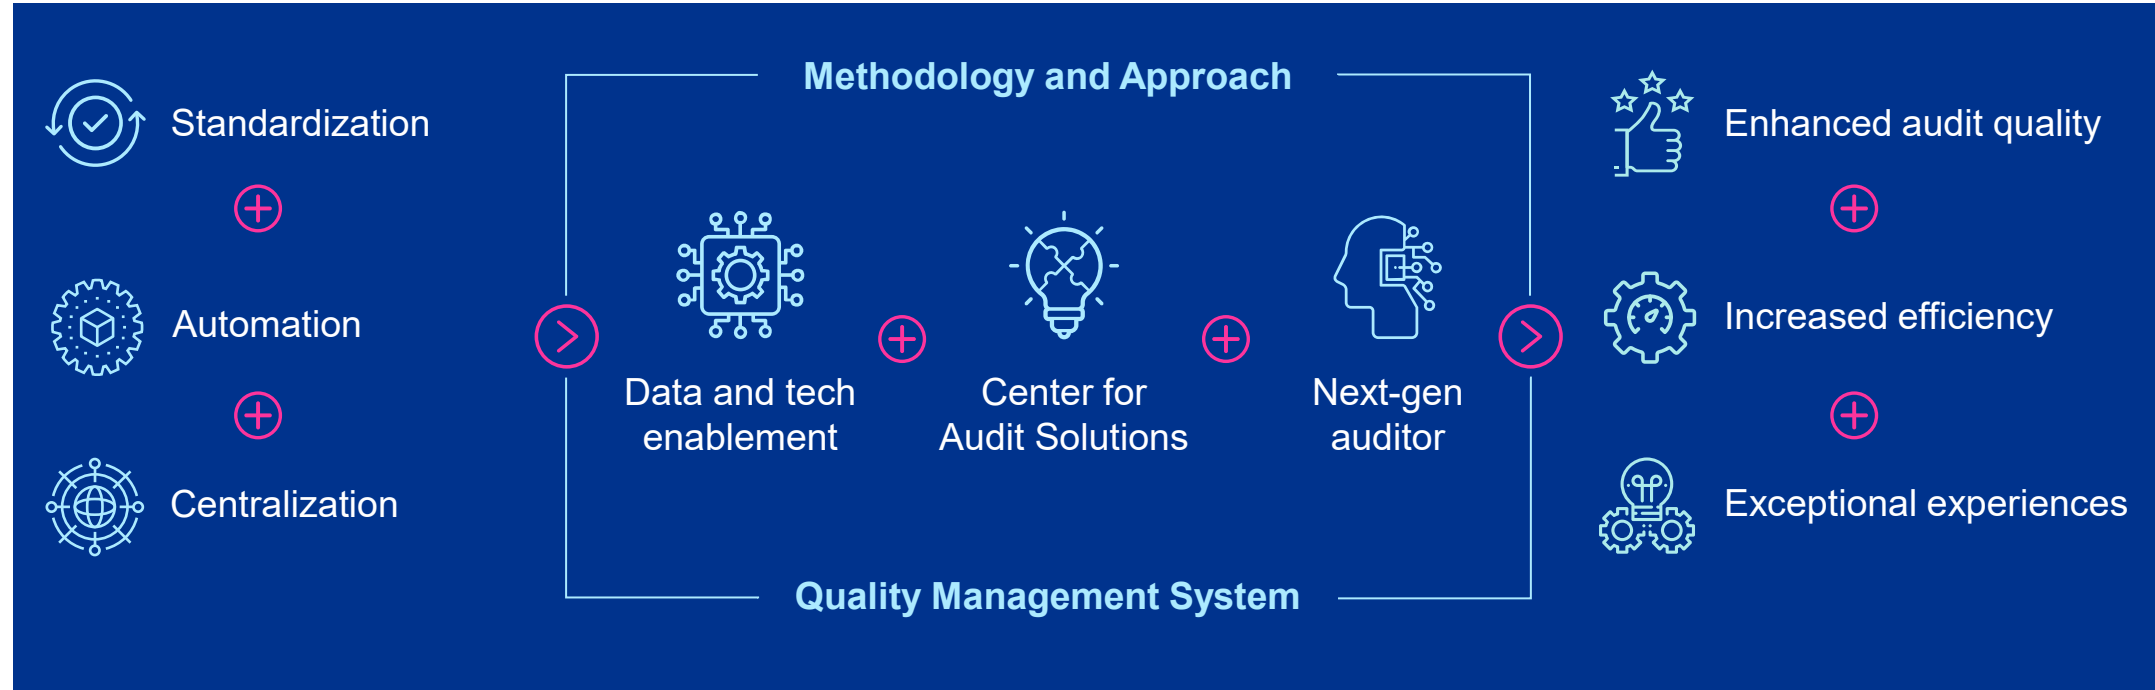 Standardization
Automation
Centralization
Methodology and Approach
Data and tech
enablement
Center for
Audit Solutions
Next-gen
auditor
Quality Management System
Enhanced audit quality
Increased efficiency
Exceptional experiences